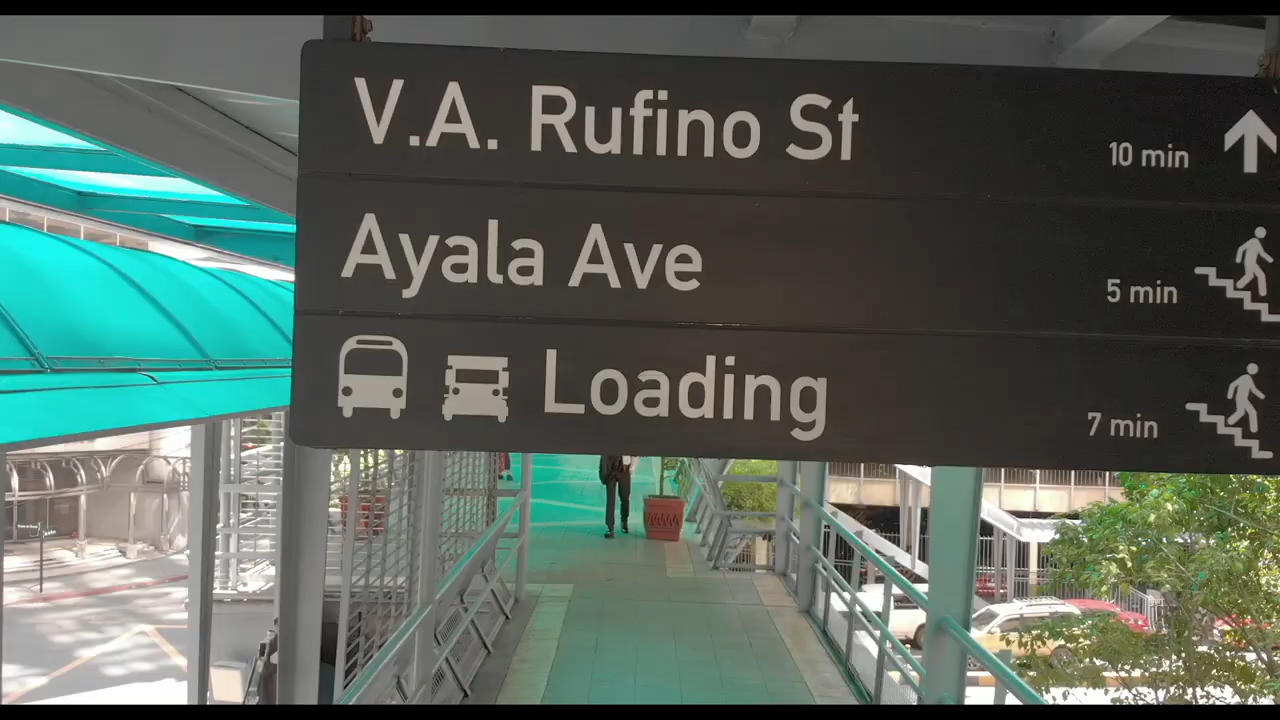 V.A. Rufino St
10 min
Ayala Ave
5 min
Loading
7 min